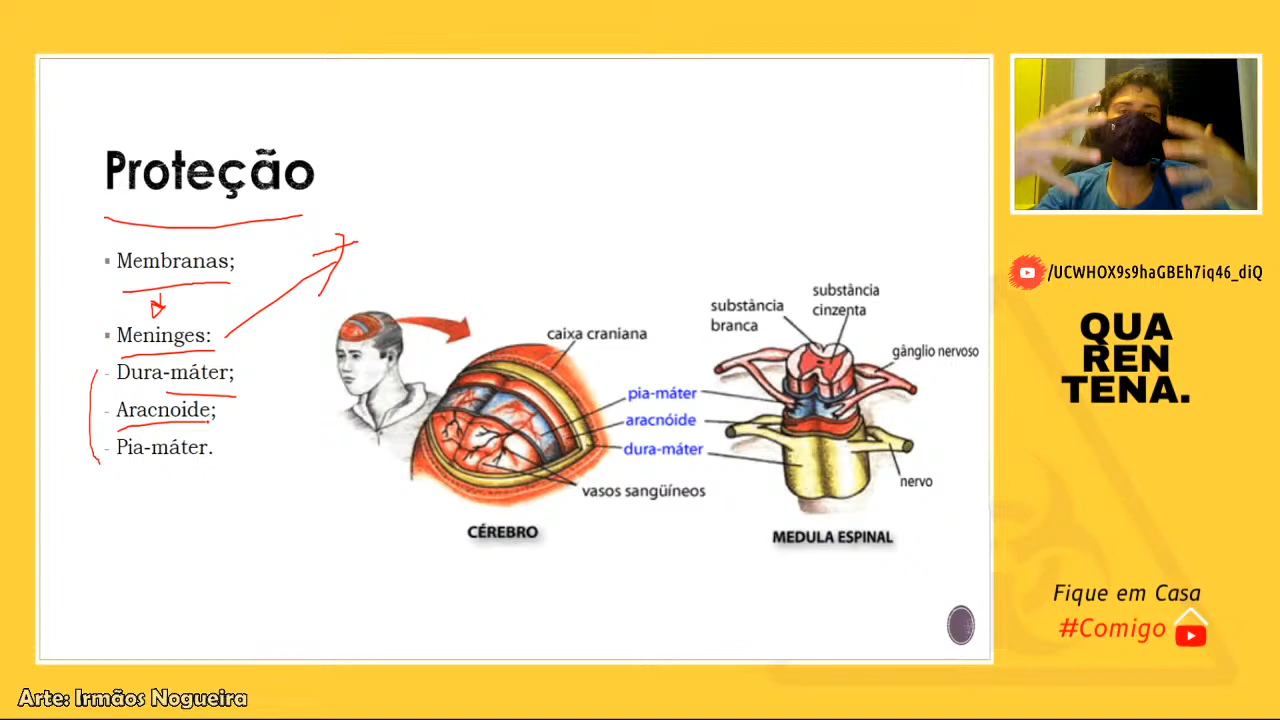 Proteção
Membranas;
Meninges:
- Dura-máter;
- Aracnoide;
- Pia-máter.
caixa craniana
pia-máter
aracnóide
dura-máter
vasos sangüíneos
CÉREBRO
substância
branca
substância
cinzenta
gânglio nervoso
nervo
MEDULA ESPINAL
/UCWHOX9s9haGBEh7iq46_diQ
QUA
REN
TENA.
Fique em Casa
#Comigo
Arte: Irmãos Nogueira